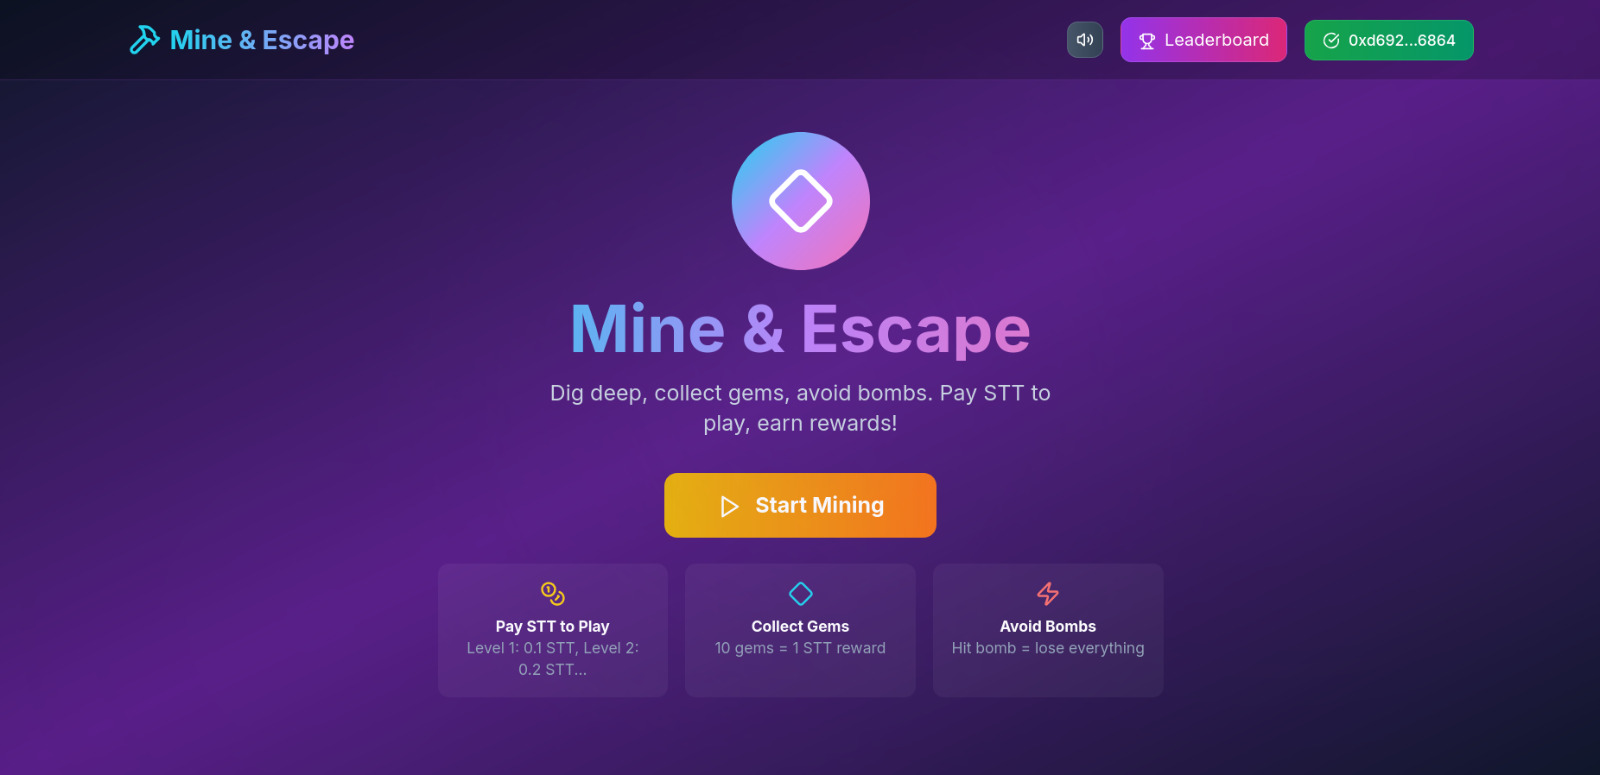 Mine & Escape
Leaderboard
0xd692...6864
Mine & Escape
Dig deep, collect gems, avoid bombs. Pay STT to
play, earn rewards!
Start Mining
Pay STT to Play
Level 1: 0.1 STT, Level 2:
0.2 STT...
Collect Gems
10 gems = 1 STT reward
Avoid Bombs
Hit bomb = lose everything